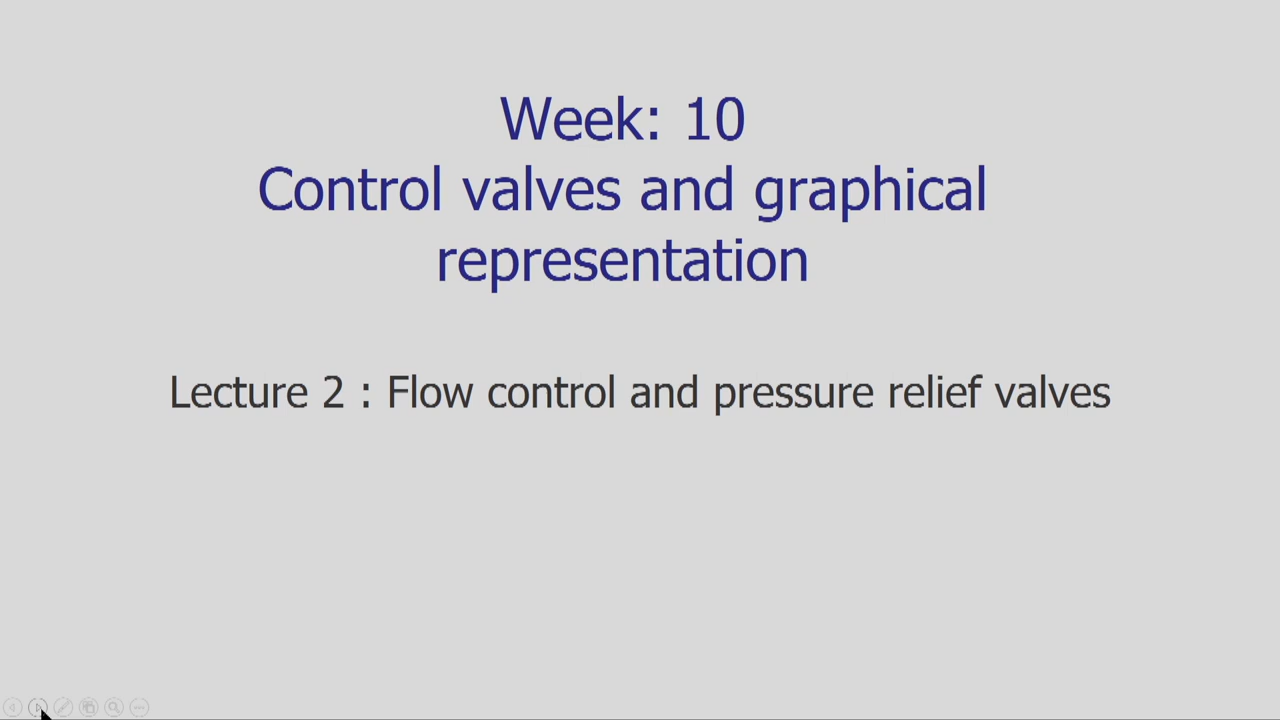 Week: 10
Control valves and graphical
representation
Lecture 2 : Flow control and pressure relief valves